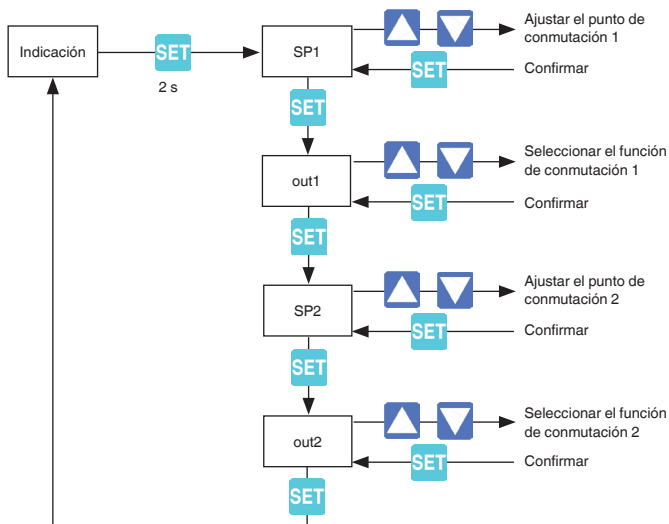 Indicación
SET
2 s
SP1
Ajustar el punto de
conmutación 1
SET
Confirmar
SET
out1
Seleccionar el función
de conmutación 1
SET
Confirmar
SET
SP2
Ajustar el punto de
conmutación 2
SET
Confirmar
SET
out2
Seleccionar el función
de conmutación 2
SET
Confirmar
SET